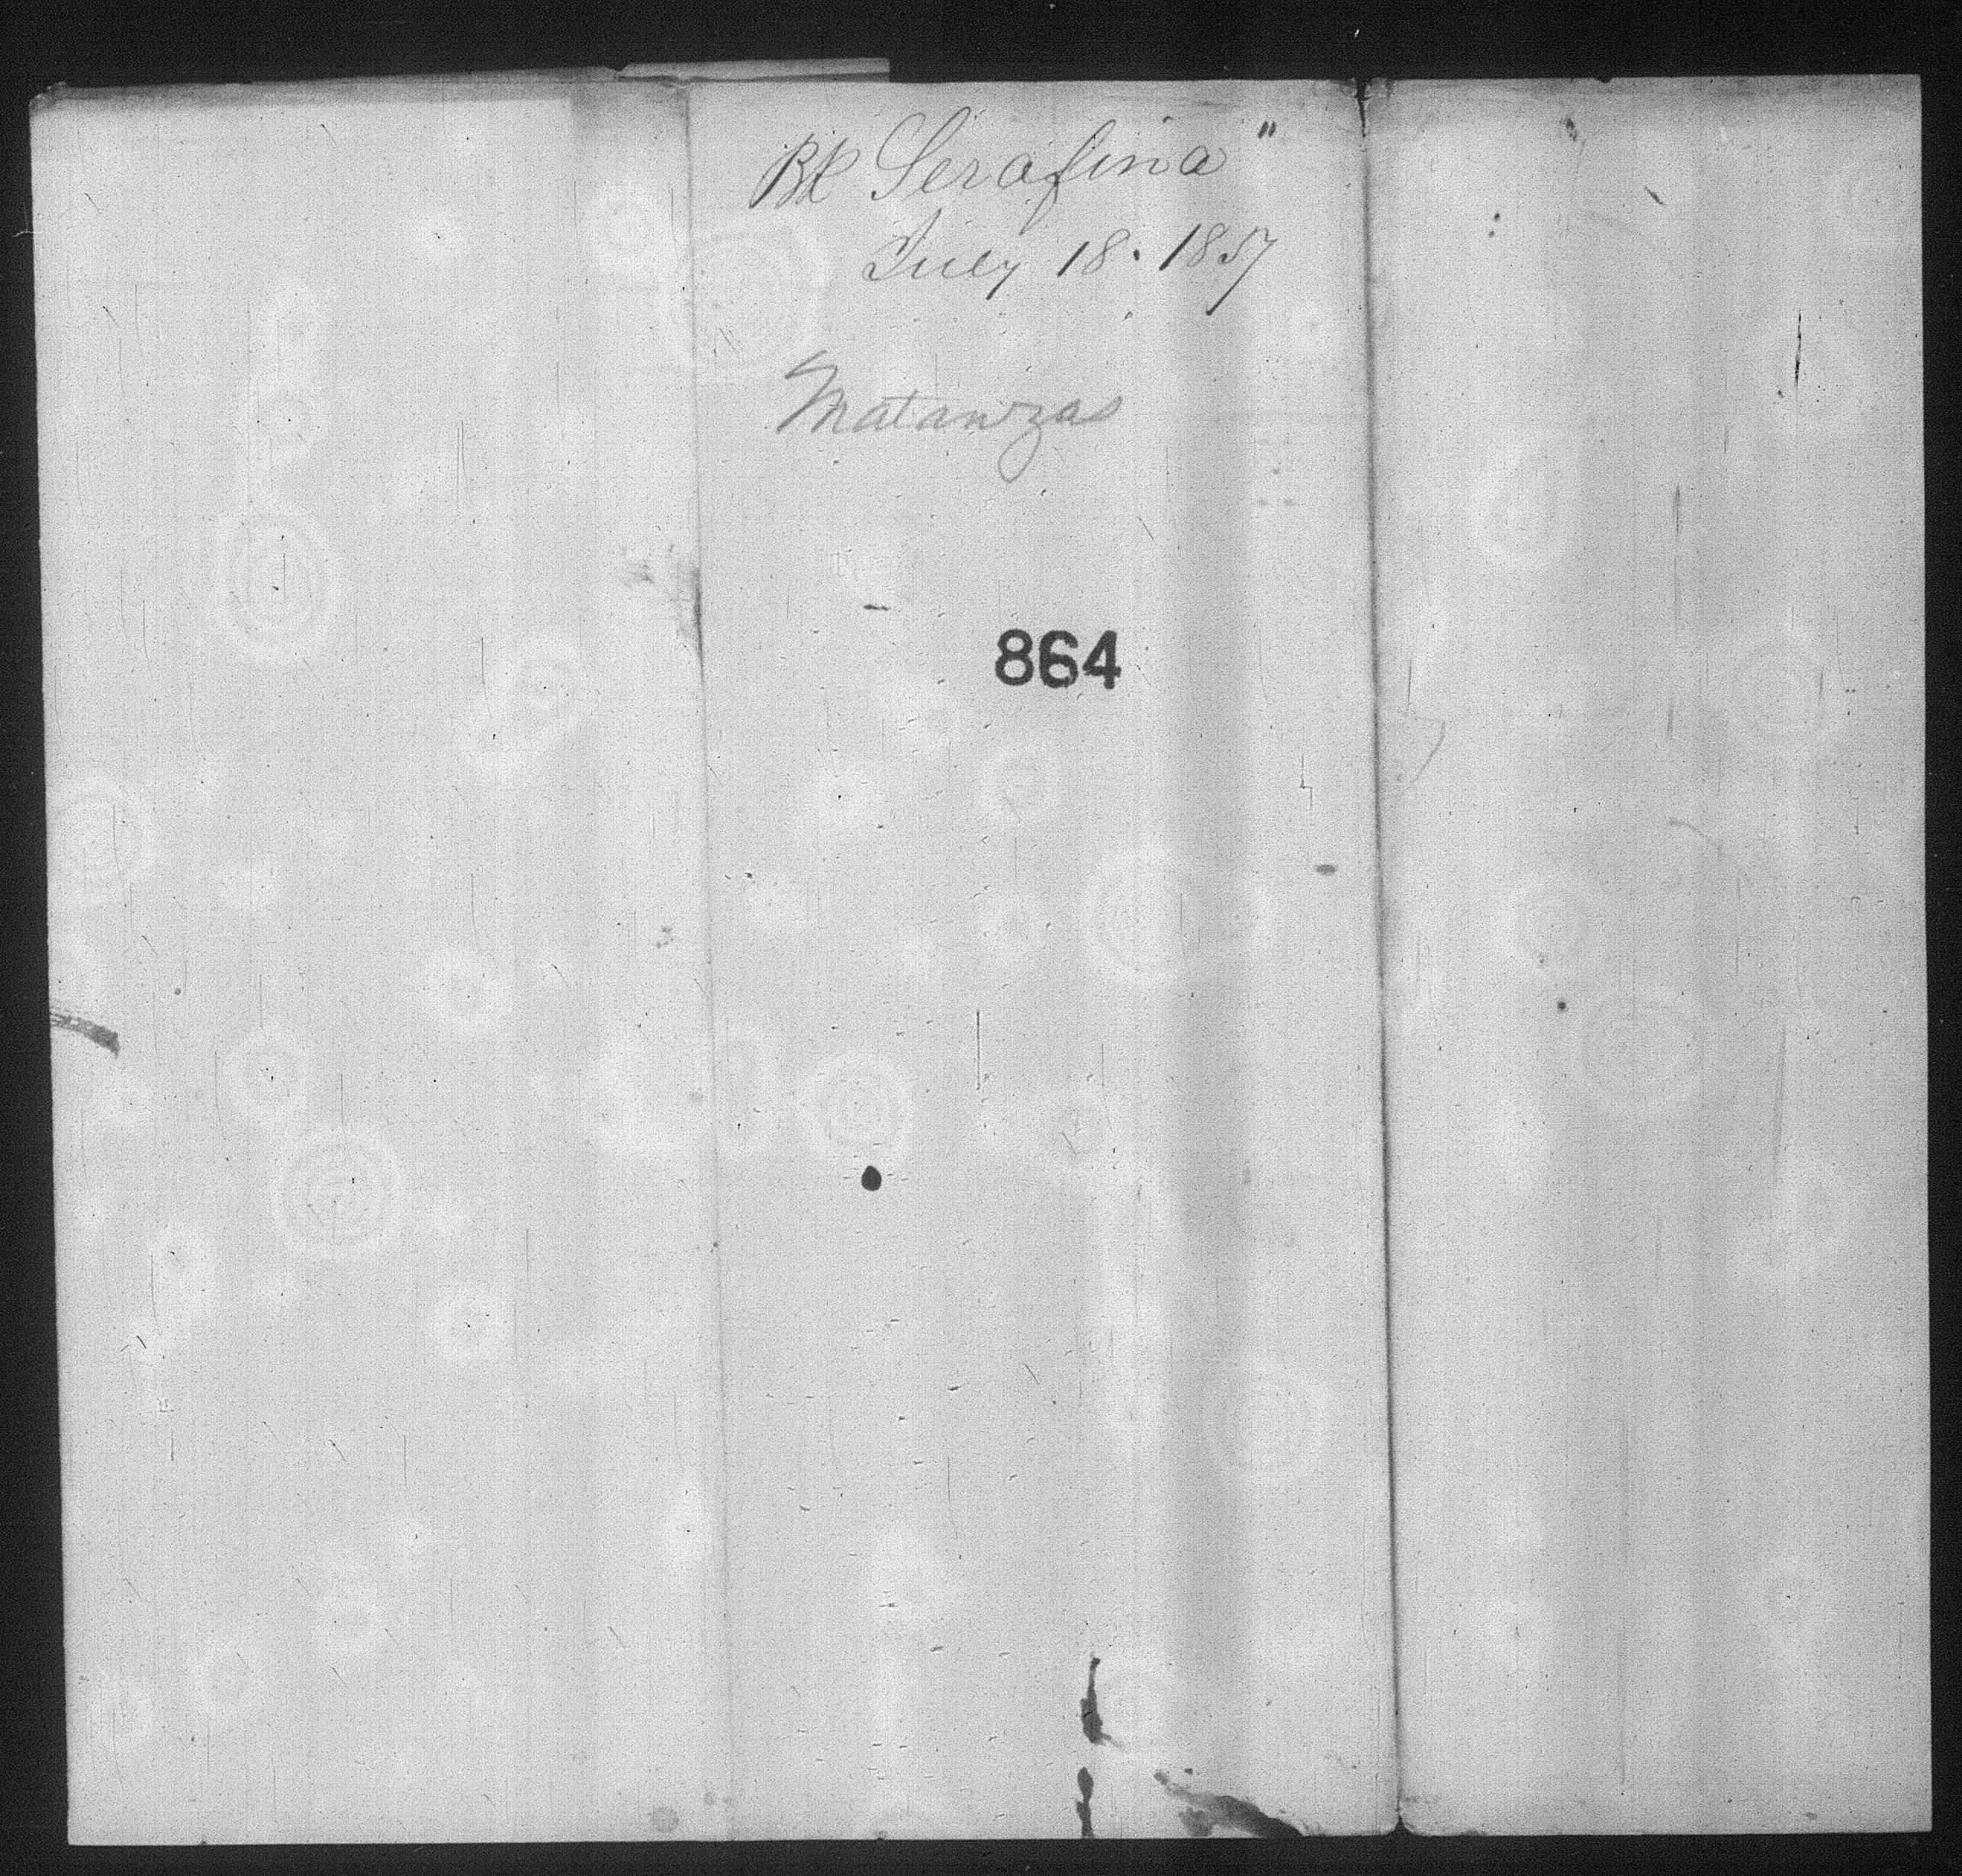 Bk Serafina"
July 18. 1857
Matanzas
864